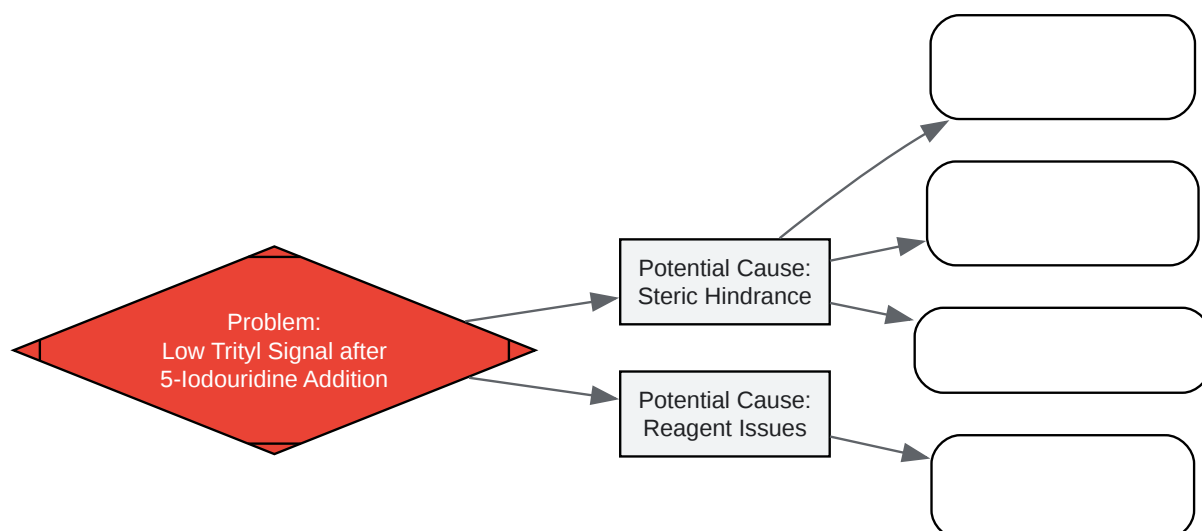 Problem:
Low Trityl Signal after
5-Iodouridine Addition
Potential Cause:
Steric Hindrance
Potential Cause:
Reagent Issues